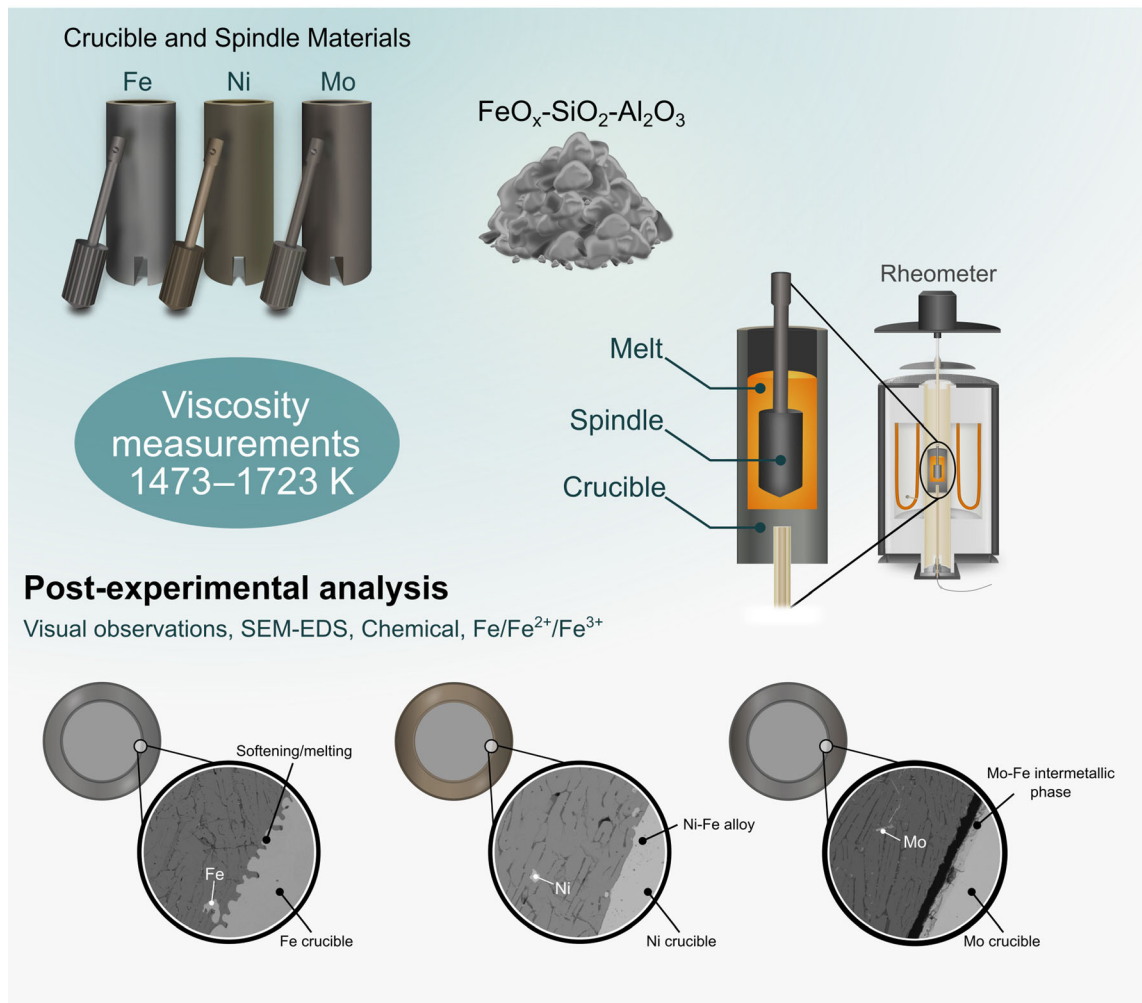 Crucible and Spindle Materials
Fe
Ni
Mo
FeOₓ-SiO₂-Al₂O₃
Rheometer
Melt
Spindle
Crucible
Viscosity
measurements
1473–1723 K
Post-experimental analysis
Visual observations, SEM-EDS, Chemical, Fe/Fe²⁺/Fe³⁺
Softening/melting
Fe
Fe crucible
Ni-Fe alloy
Ni
Ni crucible
Mo-Fe intermetallic
phase
Mo
Mo crucible